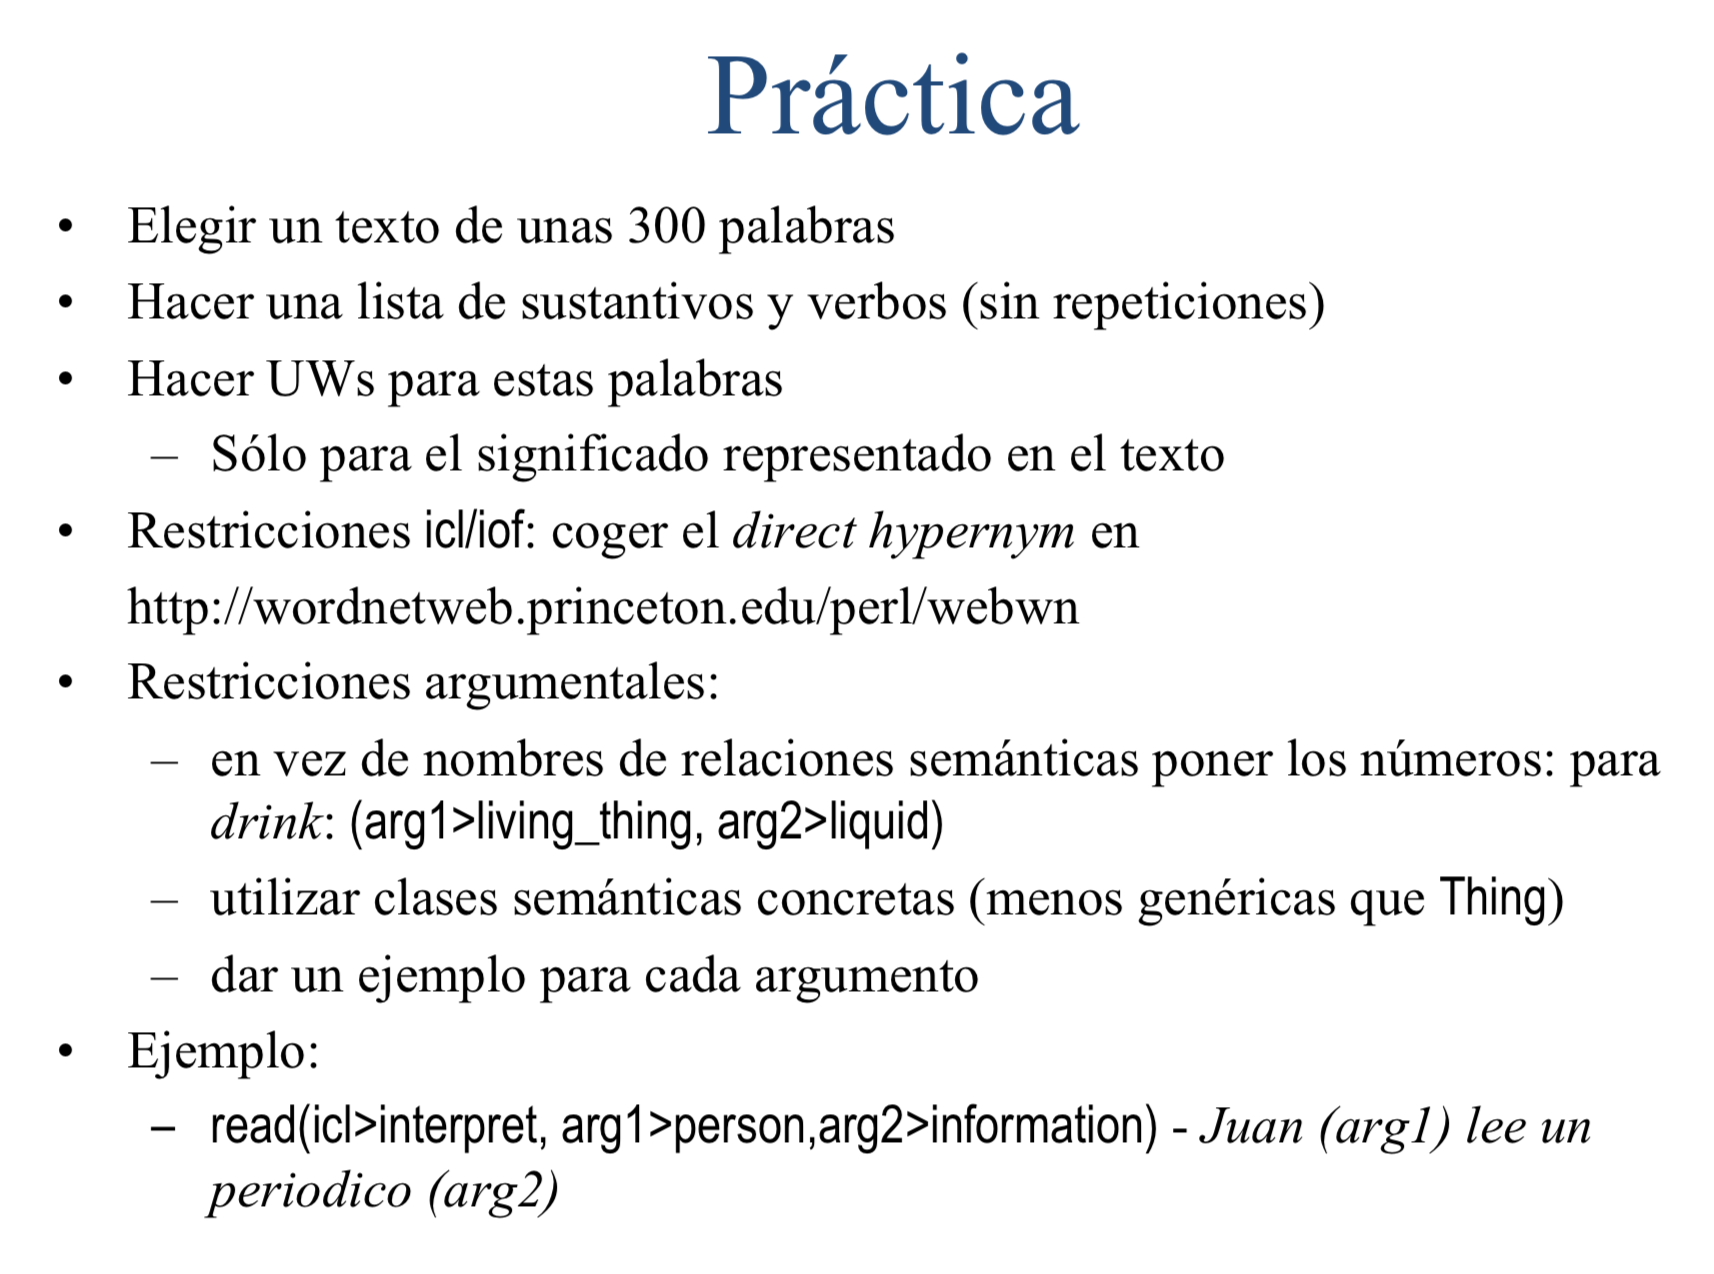 Práctica
• Elegir un texto de unas 300 palabras
• Hacer una lista de sustantivos y verbos (sin repeticiones)
• Hacer UWs para estas palabras
– Sólo para el significado representado en el texto
• Restricciones icl/iof: coger el direct hypernym en
http://wordnetweb.princeton.edu/perl/webwn
• Restricciones argumentales:
– en vez de nombres de relaciones semánticas poner los números: para
drink: (arg1>living_thing, arg2>liquid)
– utilizar clases semánticas concretas (menos genéricas que Thing)
– dar un ejemplo para cada argumento
• Ejemplo:
– read(icl>interpret, arg1>person,arg2>information) - Juan (arg1) lee un
periodico (arg2)